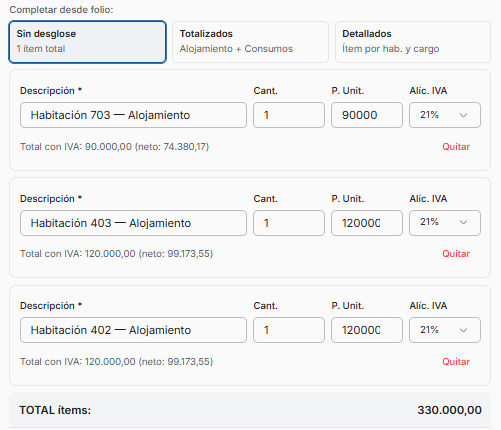 Completar desde folio:
Sin desglose
1 ítem total
Totalizados
Alojamiento + Consumos
Detallados
Ítem por hab. y cargo
Descripción * Cant. P. Unit. Alíc. IVA
Habitación 703 — Alojamiento 1 90000 21%
Total con IVA: 90.000,00 (neto: 74.380,17) Quitar
Descripción * Cant. P. Unit. Alíc. IVA
Habitación 403 — Alojamiento 1 120000 21%
Total con IVA: 120.000,00 (neto: 99.173,55) Quitar
Descripción * Cant. P. Unit. Alíc. IVA
Habitación 402 — Alojamiento 1 120000 21%
Total con IVA: 120.000,00 (neto: 99.173,55) Quitar
TOTAL ítems: 330.000,00